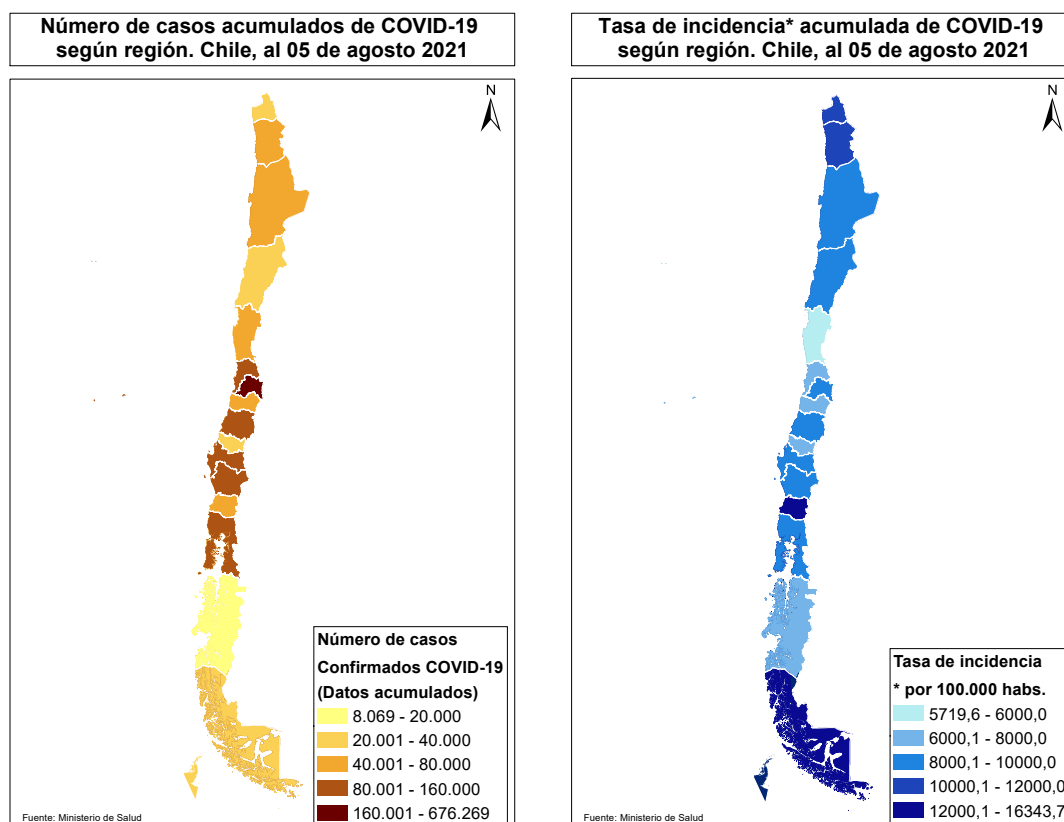 Número de casos acumulados de COVID-19
según región. Chile, al 05 de agosto 2021
N
Número de casos
Confirmados COVID-19
(Datos acumulados)
8.069 - 20.000
20.001 - 40.000
40.001 - 80.000
80.001 - 160.000
160.001 - 676.269
Fuente: Ministerio de Salud
Tasa de incidencia* acumulada de COVID-19
según región. Chile, al 05 de agosto 2021
N
Tasa de incidencia
* por 100.000 habs.
5719,6 - 6000,0
6000,1 - 8000,0
8000,1 - 10000,0
10000,1 - 12000,0
12000,1 - 16343,7
Fuente: Ministerio de Salud